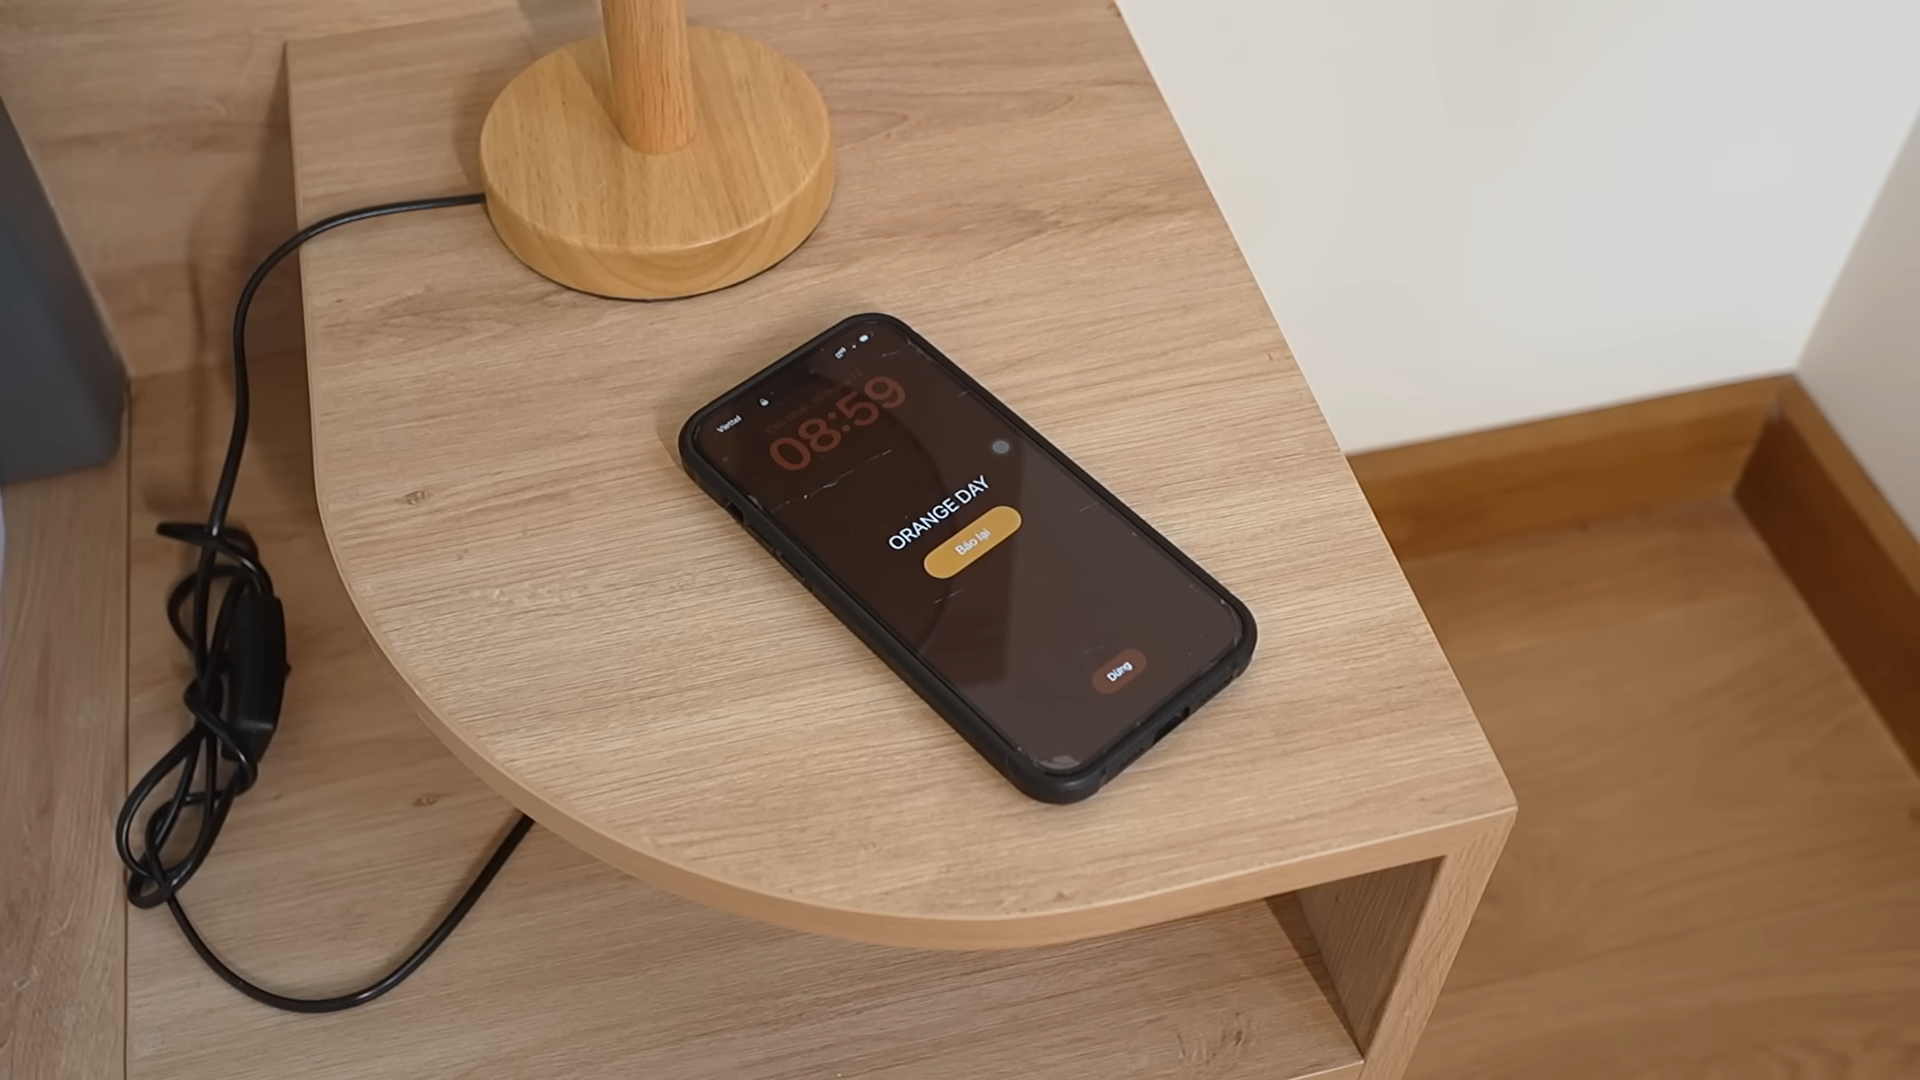 Viettel
08:59
ORANGE DAY
Báo lại
Dừng